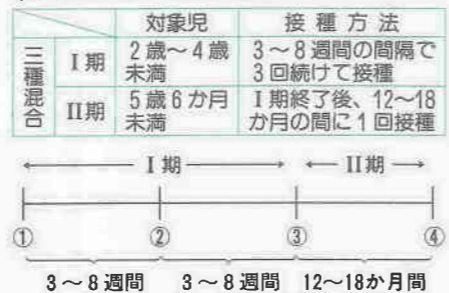 対象児 接種方法
三種混合
I期 2歳〜4歳未満 3〜8週間の間隔で3回続けて接種
II期 5歳6か月未満 I期終了後、12〜18か月の間に1回接種
I期 II期
① ② ③ ④
3〜8週間 3〜8週間 12〜18か月間